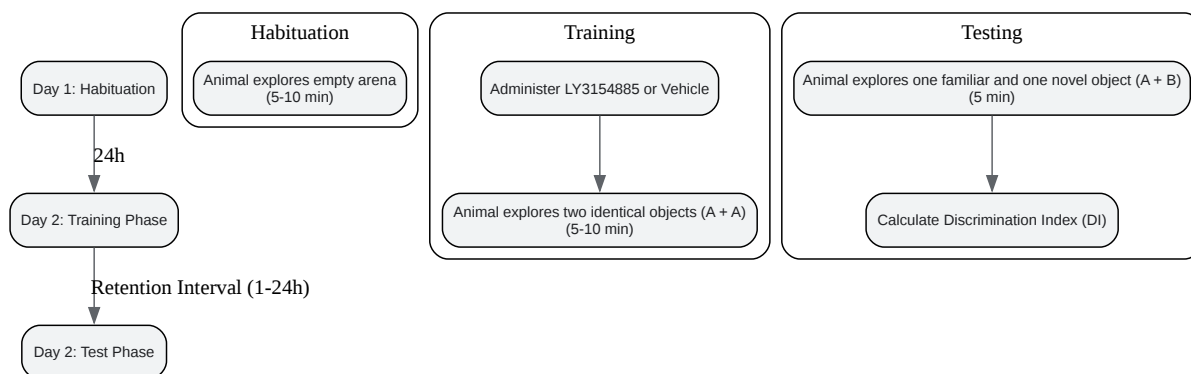 Day 1: Habituation
24h
Day 2: Training Phase
Retention Interval (1-24h)
Day 2: Test Phase
Habituation
Animal explores empty arena
(5-10 min)
Training
Administer LY3154885 or Vehicle
Animal explores two identical objects (A + A)
(5-10 min)
Testing
Animal explores one familiar and one novel object (A + B)
(5 min)
Calculate Discrimination Index (DI)